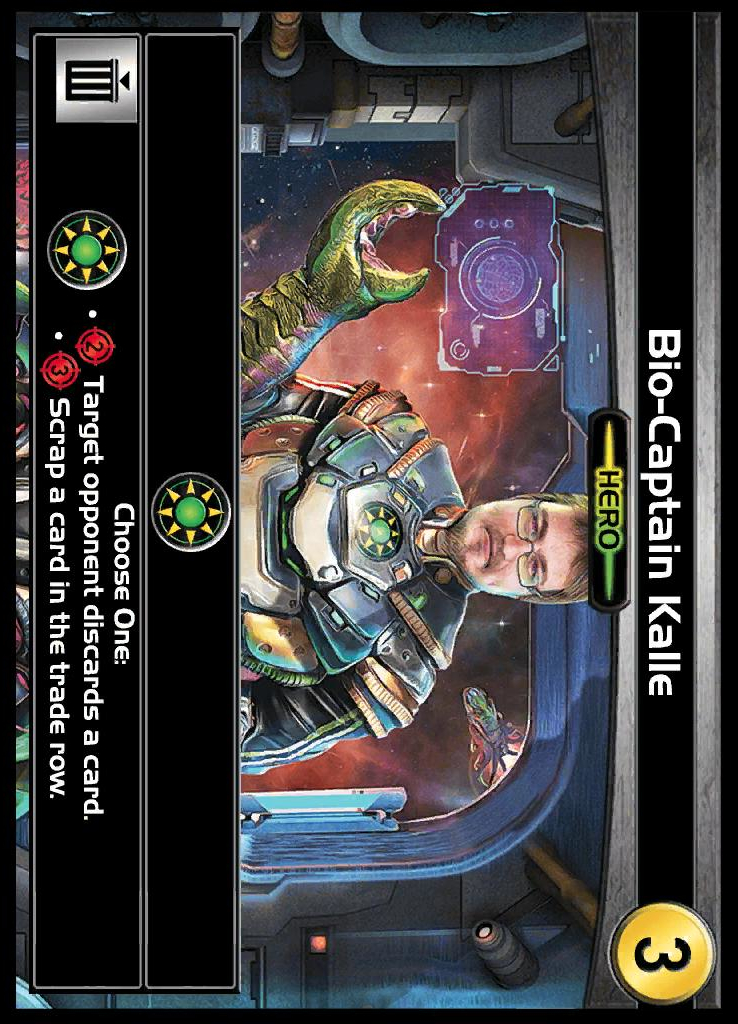 Bio-Captain Kalle
3
HERO
Choose One:
• 2 Target opponent discards a card.
• 3 Scrap a card in the trade row.